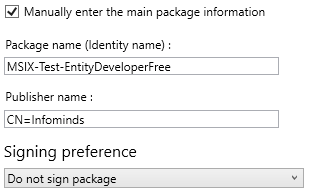 Manually enter the main package information
Package name (Identity name) :
MSIX-Test-EntityDeveloperFree
Publisher name :
CN=Infominds
Signing preference
Do not sign package